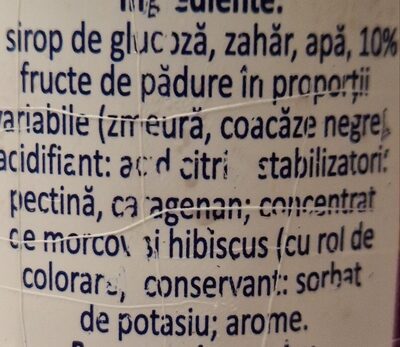 Ingrediente:
sirop de glucoză, zahăr, apă, 10%
fructe de pădure în proporții
variabile (zmeură, coacăze negre),
acidifiant: acid citric stabilizatori:
pectină, caragenan; concentrat
de morcov și hibiscus (cu rol de
colorare, conservant: sorbat
de potasiu; arome.